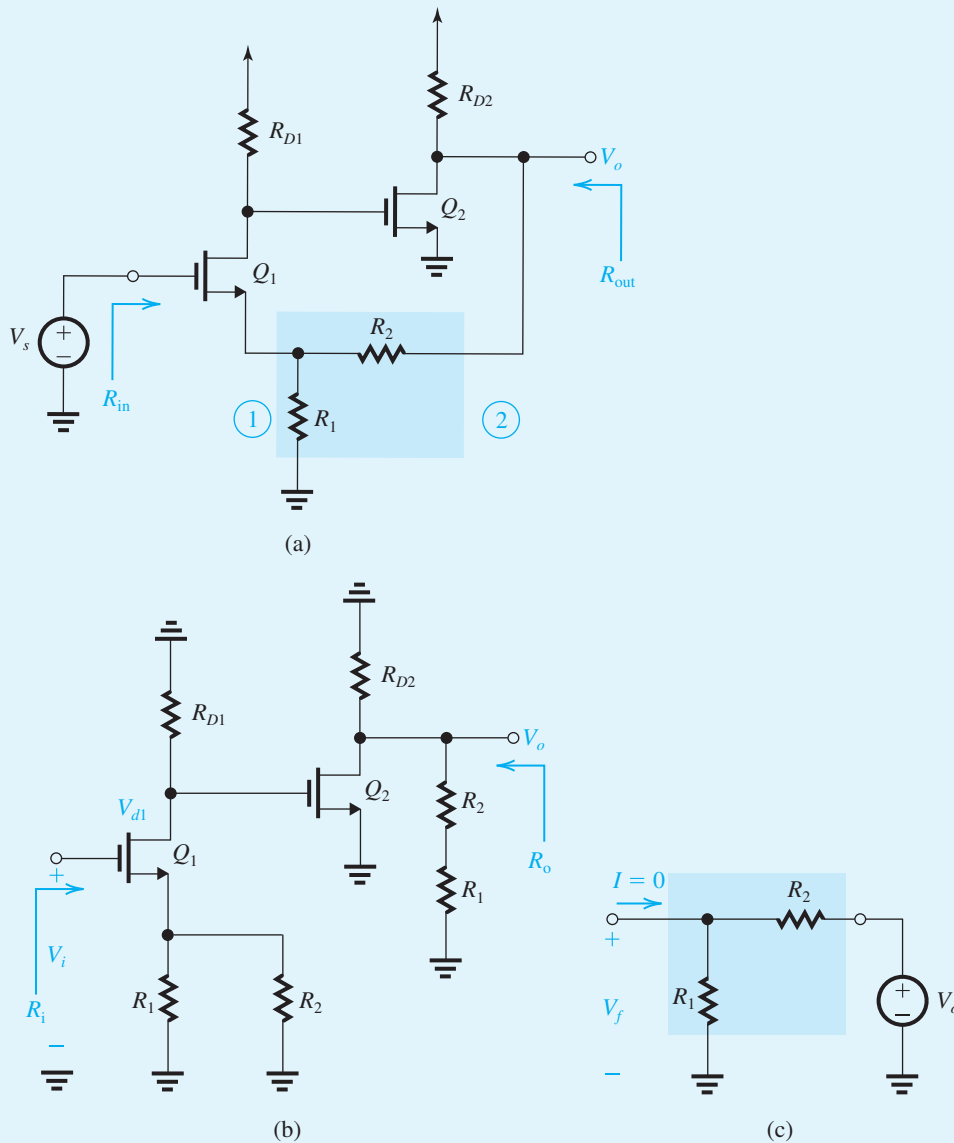 R_D1
R_D2
V_o
Q_2
Q_1
R_out
V_s
+
−
R_in
R_2
1
R_1
2
(a)
R_D1
R_D2
V_o
V_d1
Q_2
R_2
Q_1
R_o
+
R_1
I = 0
R_2
V_i
+
R_1
R_2
R_1
+
−
R_i
V_f
−
−
(b)
(c)